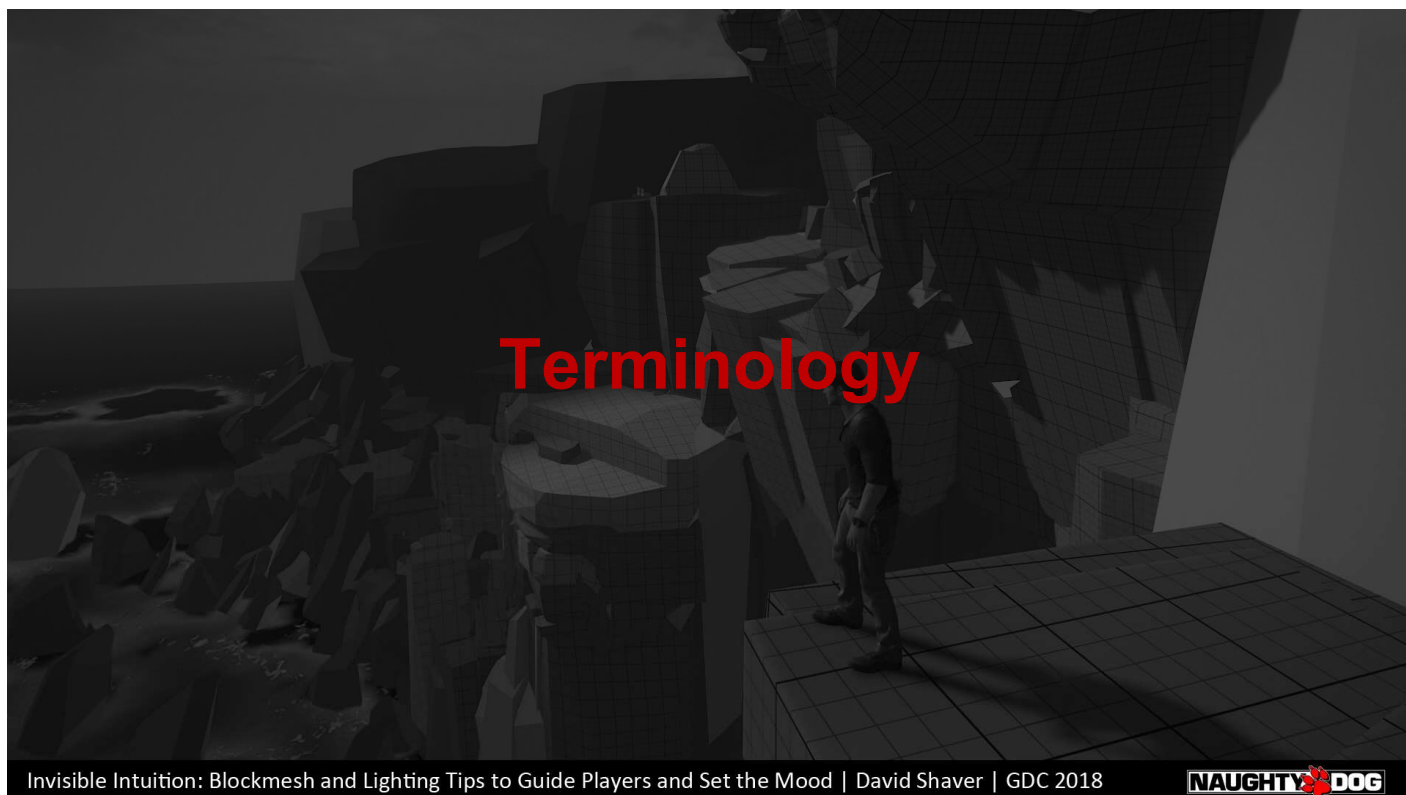 Terminology
Invisible Intuition: Blockmesh and Lighting Tips to Guide Players and Set the Mood | David Shaver | GDC 2018
NAUGHTY DOG